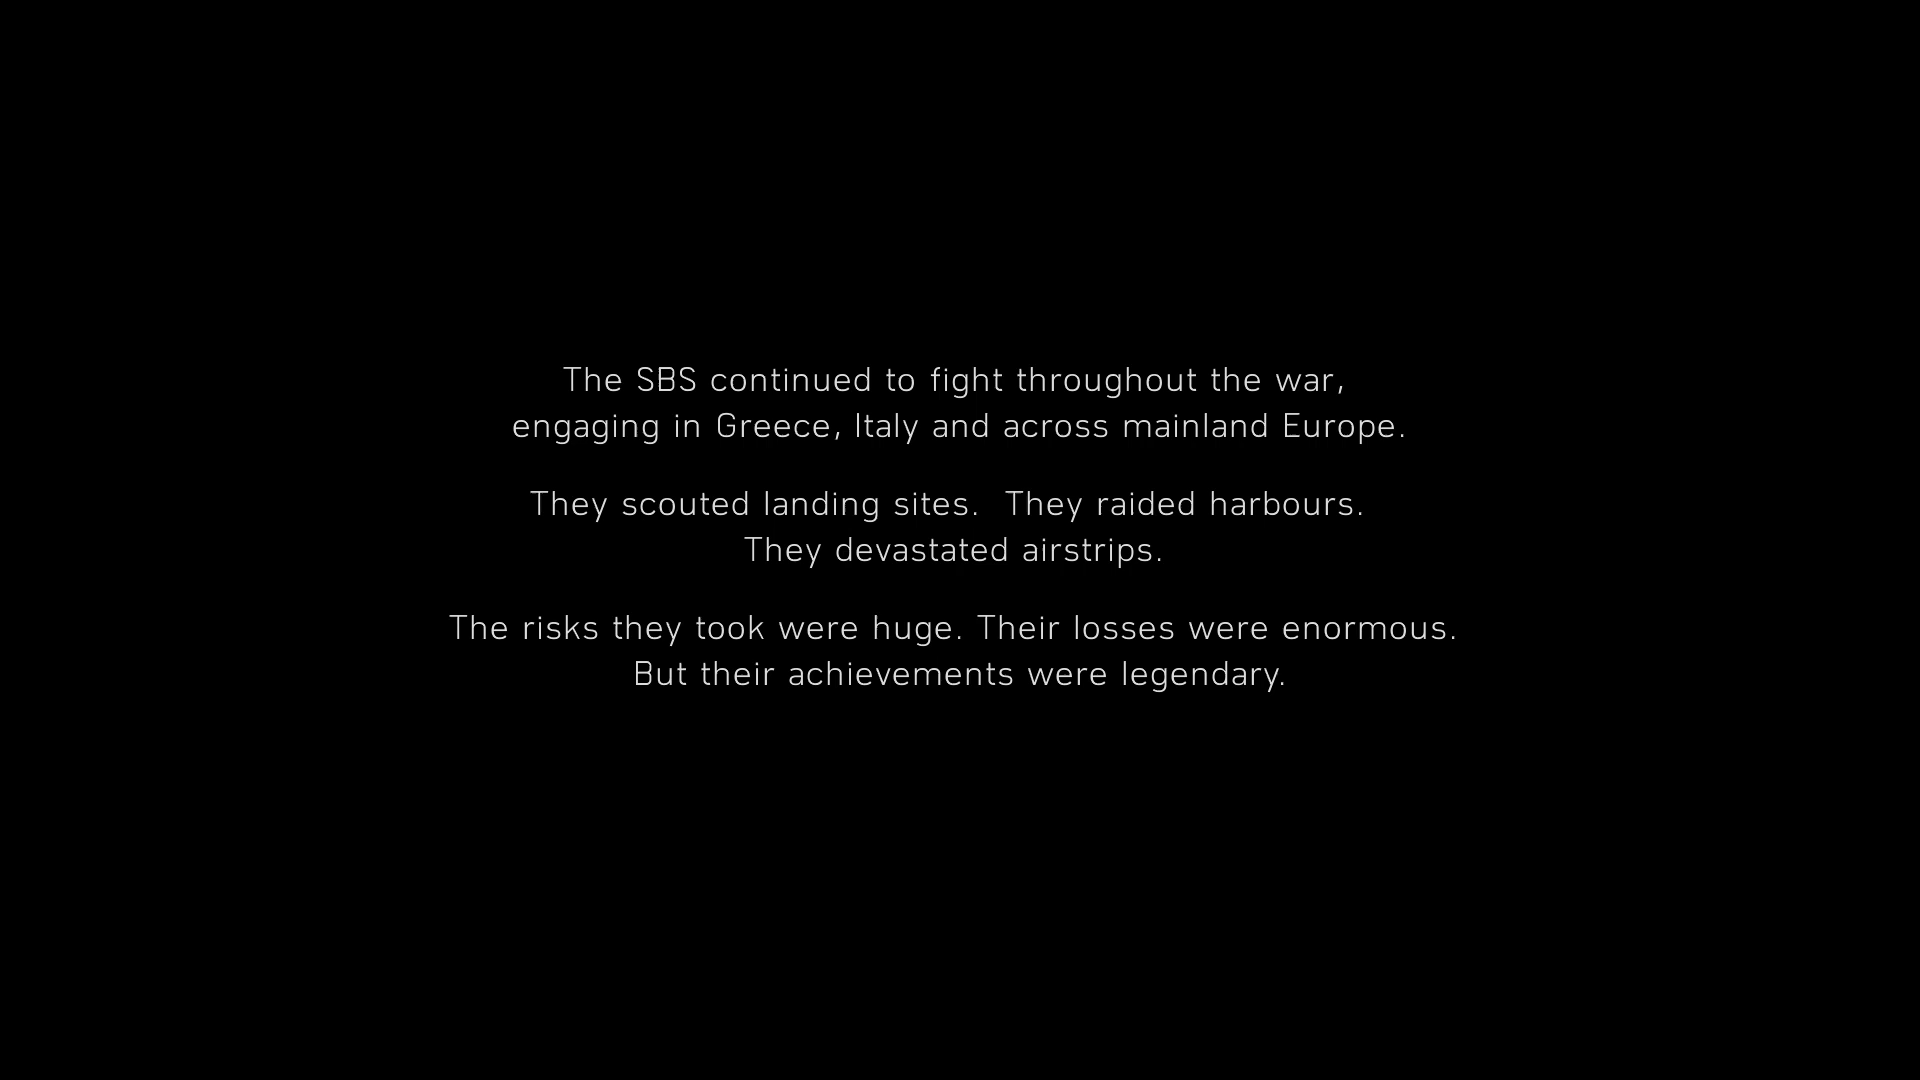 The SBS continued to fight throughout the war,
engaging in Greece, Italy and across mainland Europe.
They scouted landing sites.  They raided harbours.
They devastated airstrips.
The risks they took were huge. Their losses were enormous.
But their achievements were legendary.